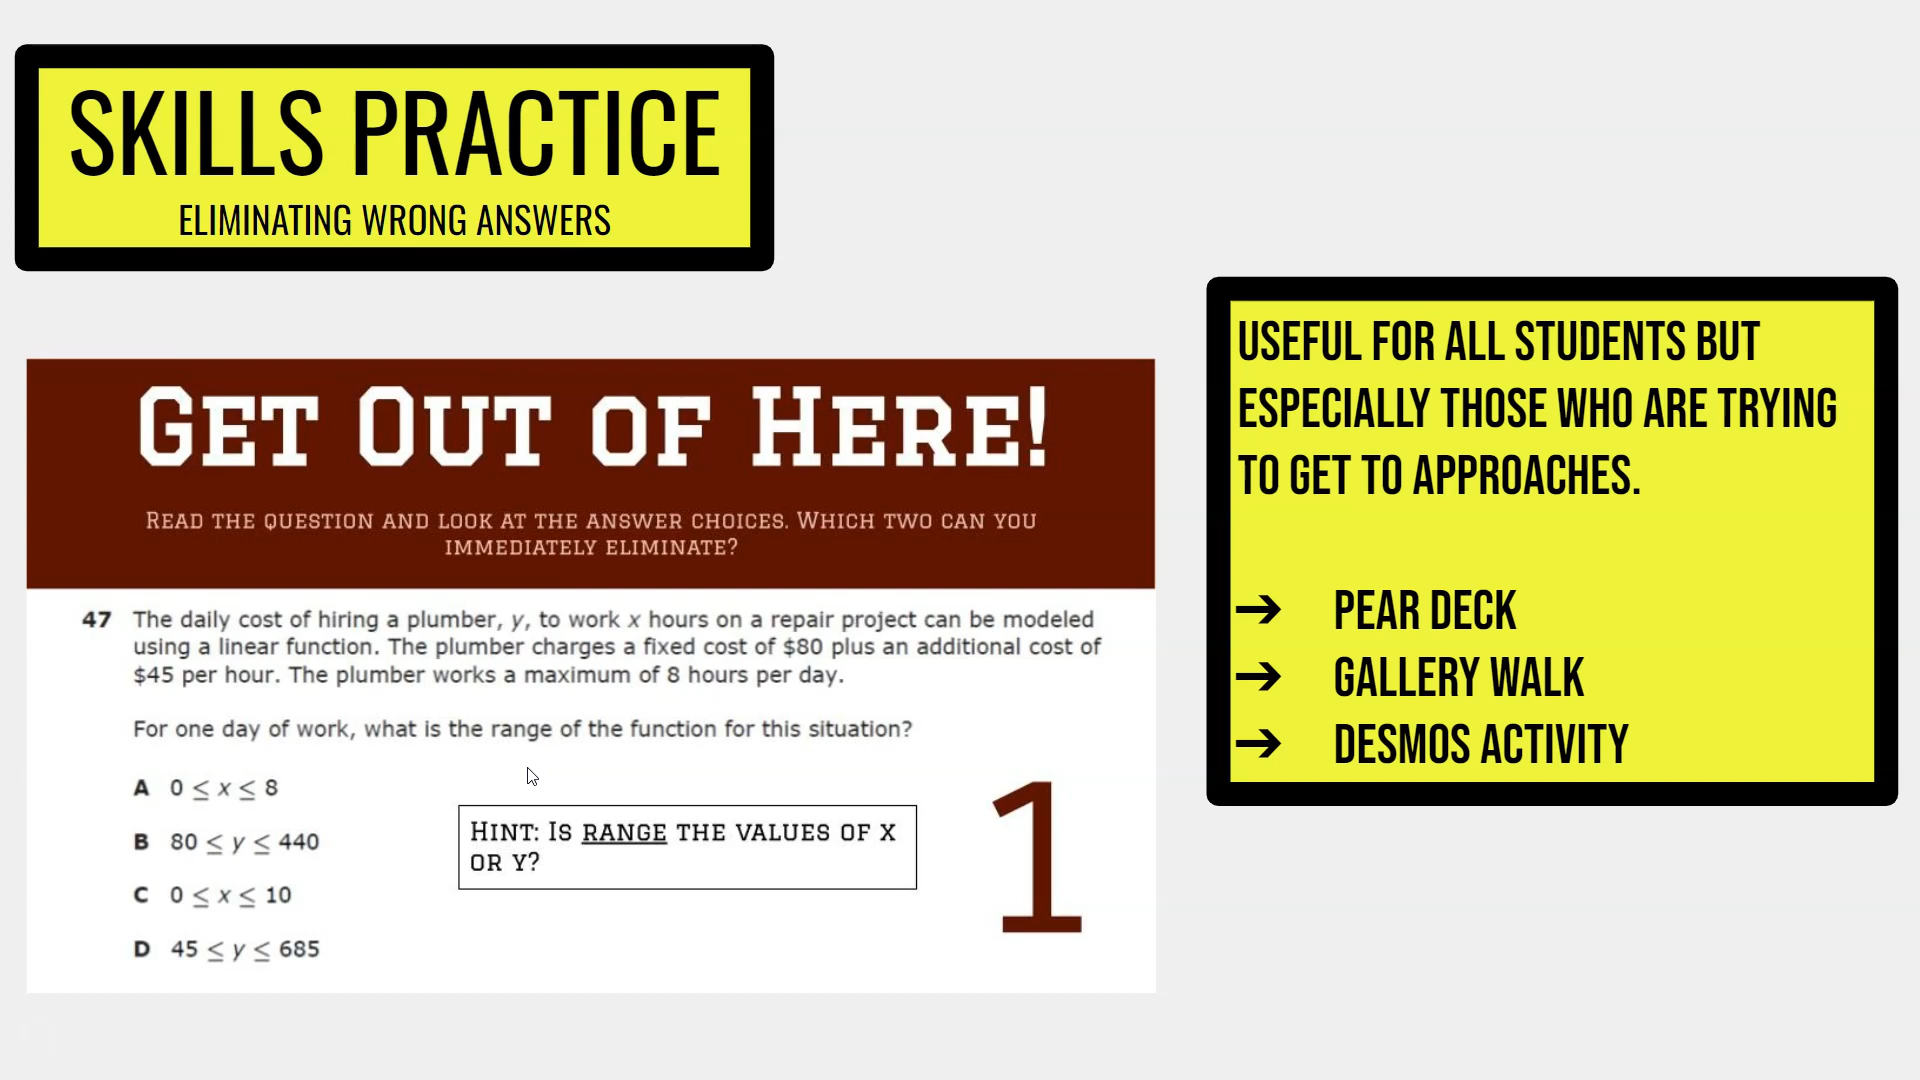 SKILLS PRACTICE
ELIMINATING WRONG ANSWERS
GET OUT OF HERE!
READ THE QUESTION AND LOOK AT THE ANSWER CHOICES. WHICH TWO CAN YOU
IMMEDIATELY ELIMINATE?
47 The daily cost of hiring a plumber, y, to work x hours on a repair project can be modeled
using a linear function. The plumber charges a fixed cost of $80 plus an additional cost of
$45 per hour. The plumber works a maximum of 8 hours per day.
For one day of work, what is the range of the function for this situation?
A 0 ≤ x ≤ 8
B 80 ≤ y ≤ 440
C 0 ≤ x ≤ 10
D 45 ≤ y ≤ 685
HINT: IS RANGE THE VALUES OF X
OR Y?
1
USEFUL FOR ALL STUDENTS BUT
ESPECIALLY THOSE WHO ARE TRYING
TO GET TO APPROACHES.
➔ PEAR DECK
➔ GALLERY WALK
➔ DESMOS ACTIVITY